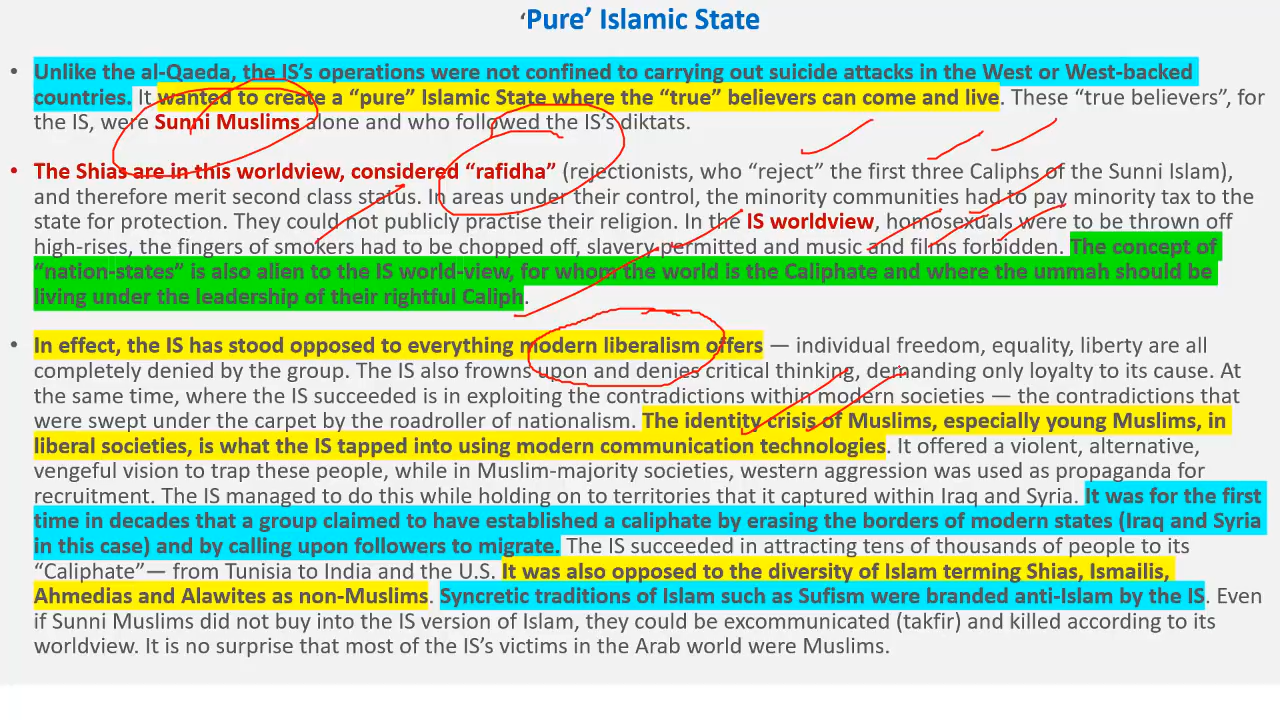 ‘Pure’ Islamic State
• Unlike the al-Qaeda, the IS’s operations were not confined to carrying out suicide attacks in the West or West-backed
countries. It wanted to create a “pure” Islamic State where the “true” believers can come and live. These “true believers”, for
the IS, were Sunni Muslims alone and who followed the IS’s diktats.
• The Shias are in this worldview, considered “rafidha” (rejectionists, who “reject” the first three Caliphs of the Sunni Islam),
and therefore merit second class status. In areas under their control, the minority communities had to pay minority tax to the
state for protection. They could not publicly practise their religion. In the IS worldview, homosexuals were to be thrown off
high-rises, the fingers of smokers had to be chopped off, slavery permitted and music and films forbidden. The concept of
“nation-states” is also alien to the IS world-view, for whom the world is the Caliphate and where the ummah should be
living under the leadership of their rightful Caliph.
• In effect, the IS has stood opposed to everything modern liberalism offers — individual freedom, equality, liberty are all
completely denied by the group. The IS also frowns upon and denies critical thinking, demanding only loyalty to its cause. At
the same time, where the IS succeeded is in exploiting the contradictions within modern societies — the contradictions that
were swept under the carpet by the roadroller of nationalism. The identity crisis of Muslims, especially young Muslims, in
liberal societies, is what the IS tapped into using modern communication technologies. It offered a violent, alternative,
vengeful vision to trap these people, while in Muslim-majority societies, western aggression was used as propaganda for
recruitment. The IS managed to do this while holding on to territories that it captured within Iraq and Syria. It was for the first
time in decades that a group claimed to have established a caliphate by erasing the borders of modern states (Iraq and Syria
in this case) and by calling upon followers to migrate. The IS succeeded in attracting tens of thousands of people to its
“Caliphate”— from Tunisia to India and the U.S. It was also opposed to the diversity of Islam terming Shias, Ismailis,
Ahmedias and Alawites as non-Muslims. Syncretic traditions of Islam such as Sufism were branded anti-Islam by the IS. Even
if Sunni Muslims did not buy into the IS version of Islam, they could be excommunicated (takfir) and killed according to its
worldview. It is no surprise that most of the IS’s victims in the Arab world were Muslims.